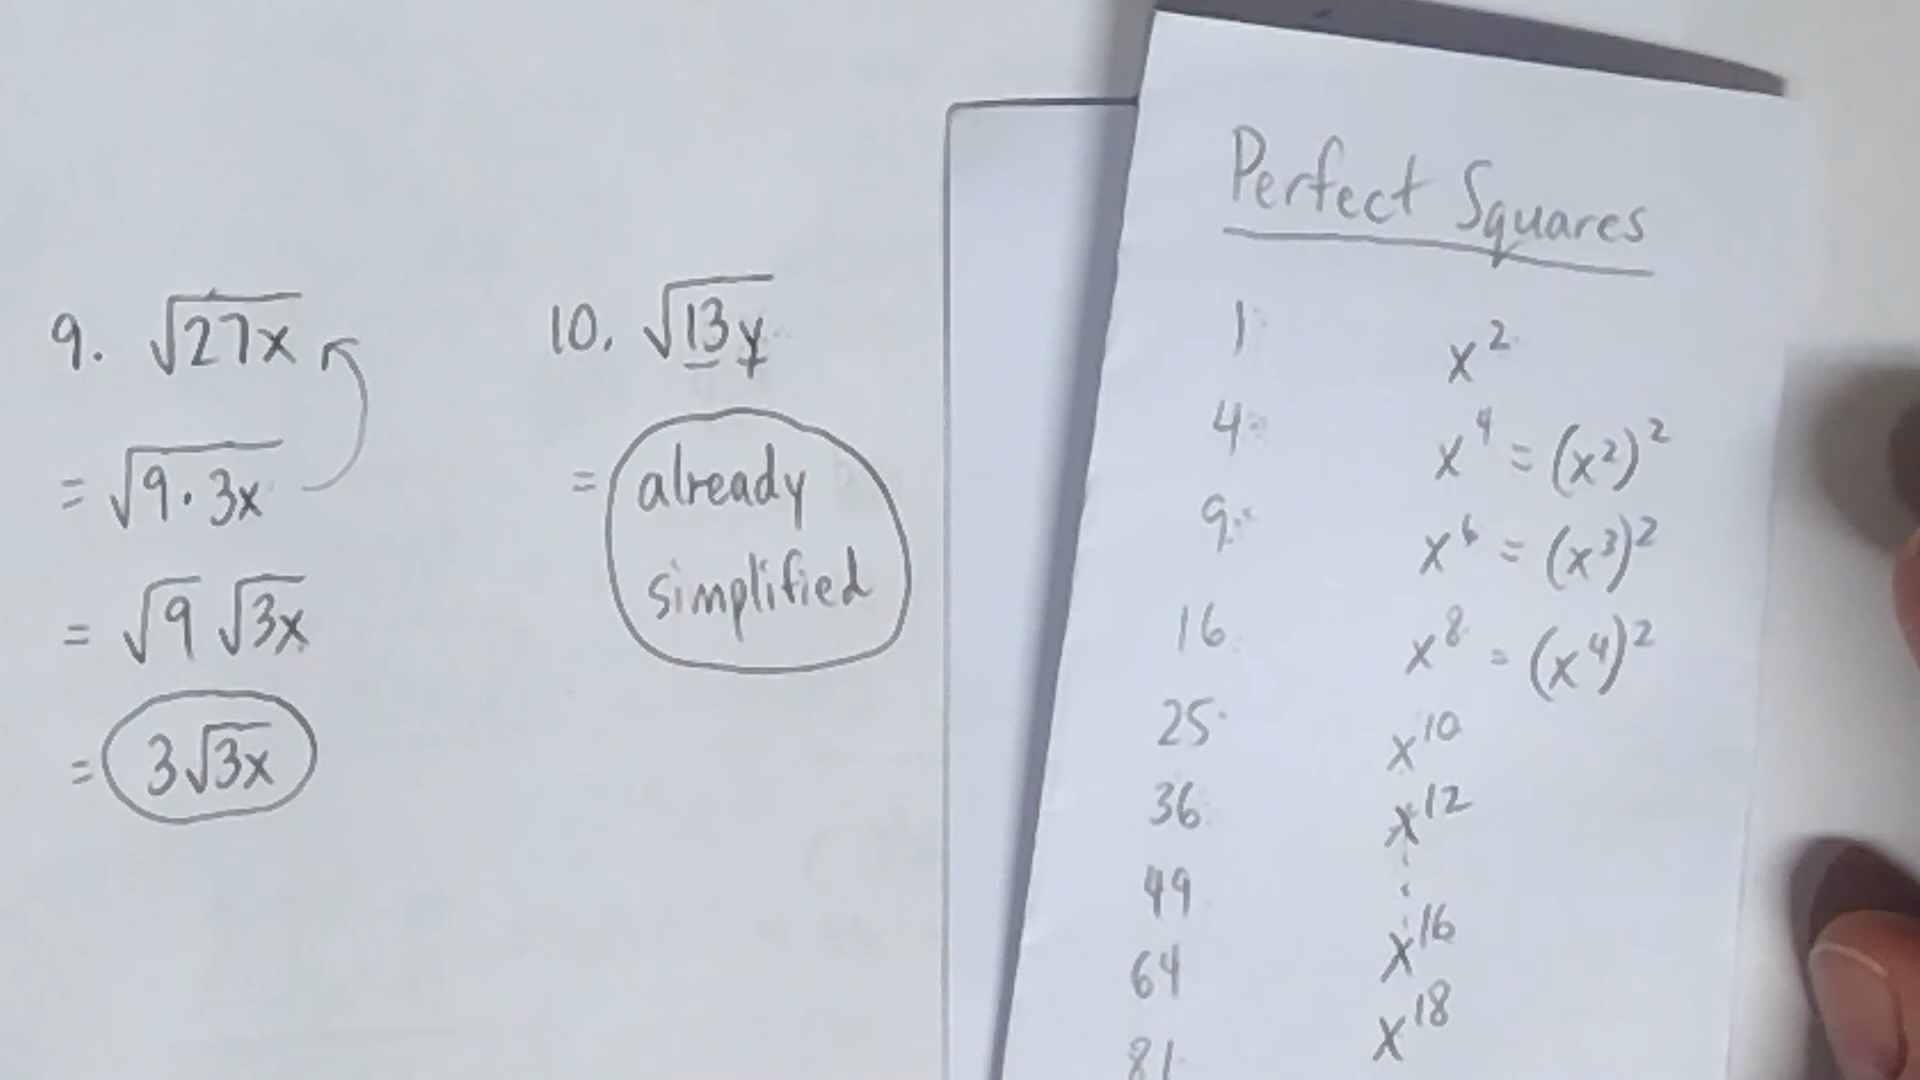 9. √27x
= √9·3x
= √9 √3x
= 3√3x
10. √13y
= already
simplified
Perfect Squares
1 x²
4 x⁴ = (x²)²
9 x⁶ = (x³)²
16 x⁸ = (x⁴)²
25 x¹⁰
36 x¹²
49
64 x¹⁶
81 x¹⁸